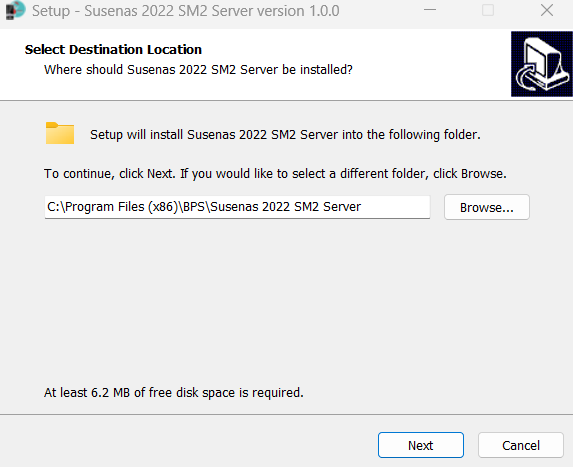 Setup - Susenas 2022 SM2 Server version 1.0.0
Select Destination Location
Where should Susenas 2022 SM2 Server be installed?
Setup will install Susenas 2022 SM2 Server into the following folder.
To continue, click Next. If you would like to select a different folder, click Browse.
C:\Program Files (x86)\BPS\Susenas 2022 SM2 Server
Browse...
At least 6.2 MB of free disk space is required.
Next
Cancel